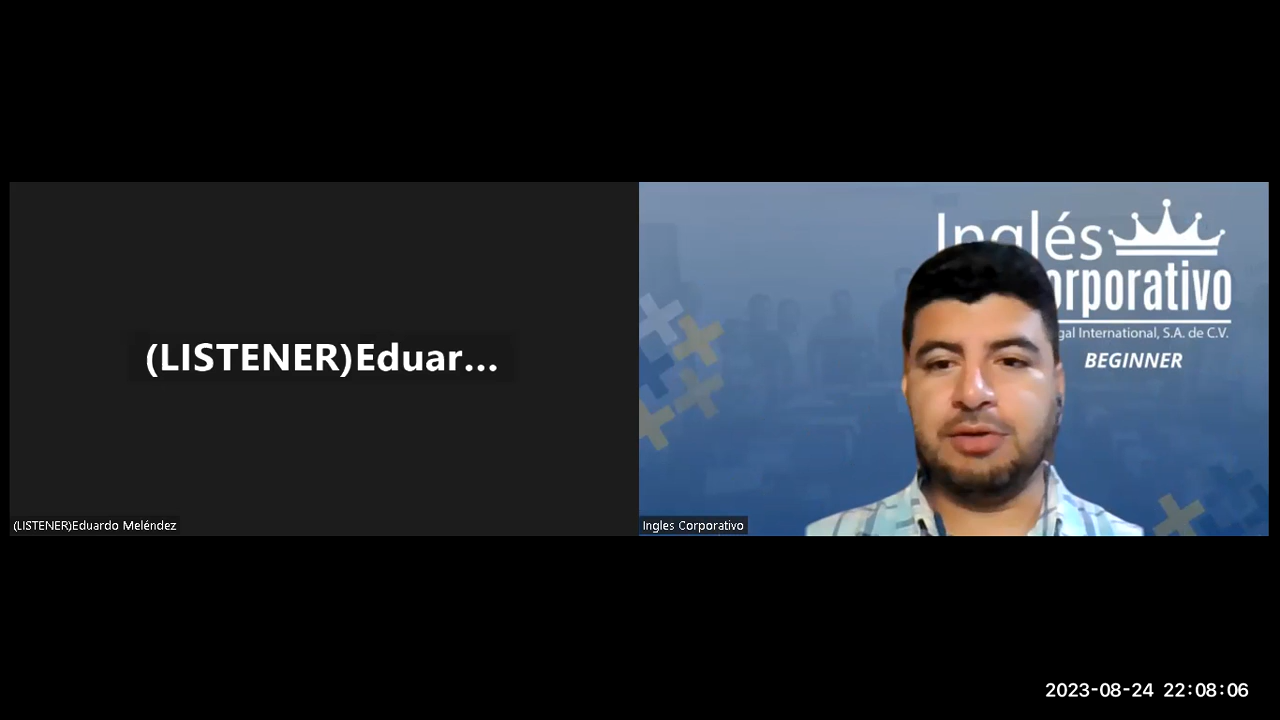 (LISTENER)Eduar...
(LISTENER)Eduardo Meléndez
Inglés
orporativo
gal International, S.A. de C.V.
BEGINNER
Ingles Corporativo
2023-08-24 22:08:06